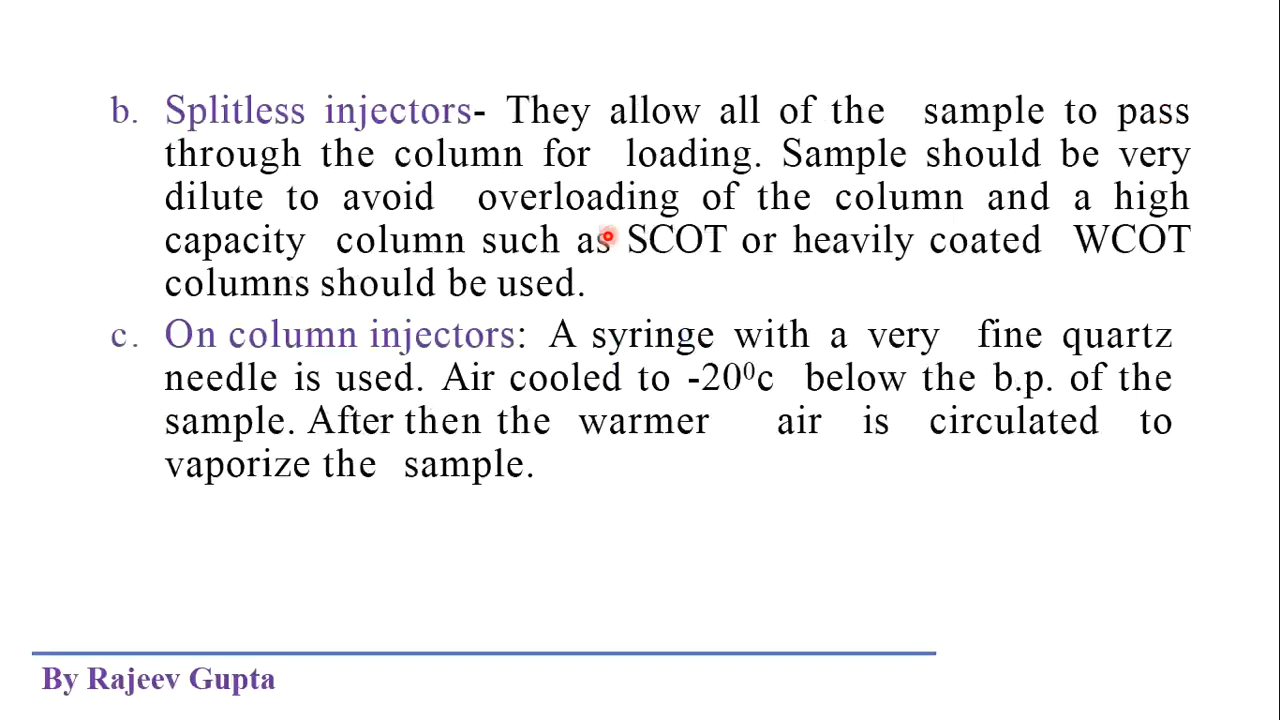 b. Splitless injectors- They allow all of the sample to pass
through the column for loading. Sample should be very
dilute to avoid overloading of the column and a high
capacity column such as SCOT or heavily coated WCOT
columns should be used.
c. On column injectors: A syringe with a very fine quartz
needle is used. Air cooled to -20⁰c below the b.p. of the
sample. After then the warmer air is circulated to
vaporize the sample.
By Rajeev Gupta